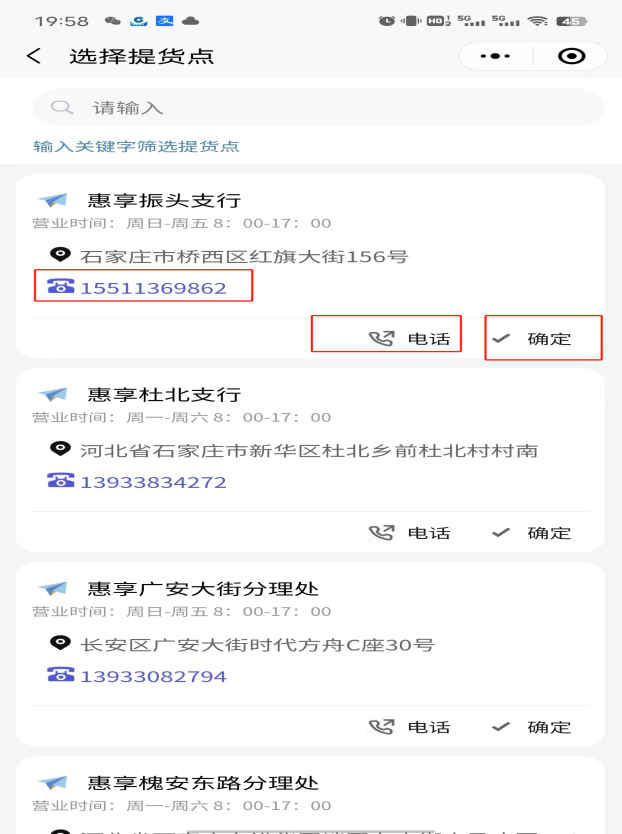 19:58 HD 1 2 5G 5G 45
选择提货点
请输入
输入关键字筛选提货点
惠享振头支行
营业时间：周日-周五 8：00-17：00
石家庄市桥西区红旗大街156号
15511369862
电话 确定
惠享杜北支行
营业时间：周一-周六 8：00-17：00
河北省石家庄市新华区杜北乡前杜北村村南
13933834272
电话 确定
惠享广安大街分理处
营业时间：周日-周五 8：00-17：00
长安区广安大街时代方舟C座30号
13933082794
电话 确定
惠享槐安东路分理处
营业时间：周一-周六 8：00-17：00